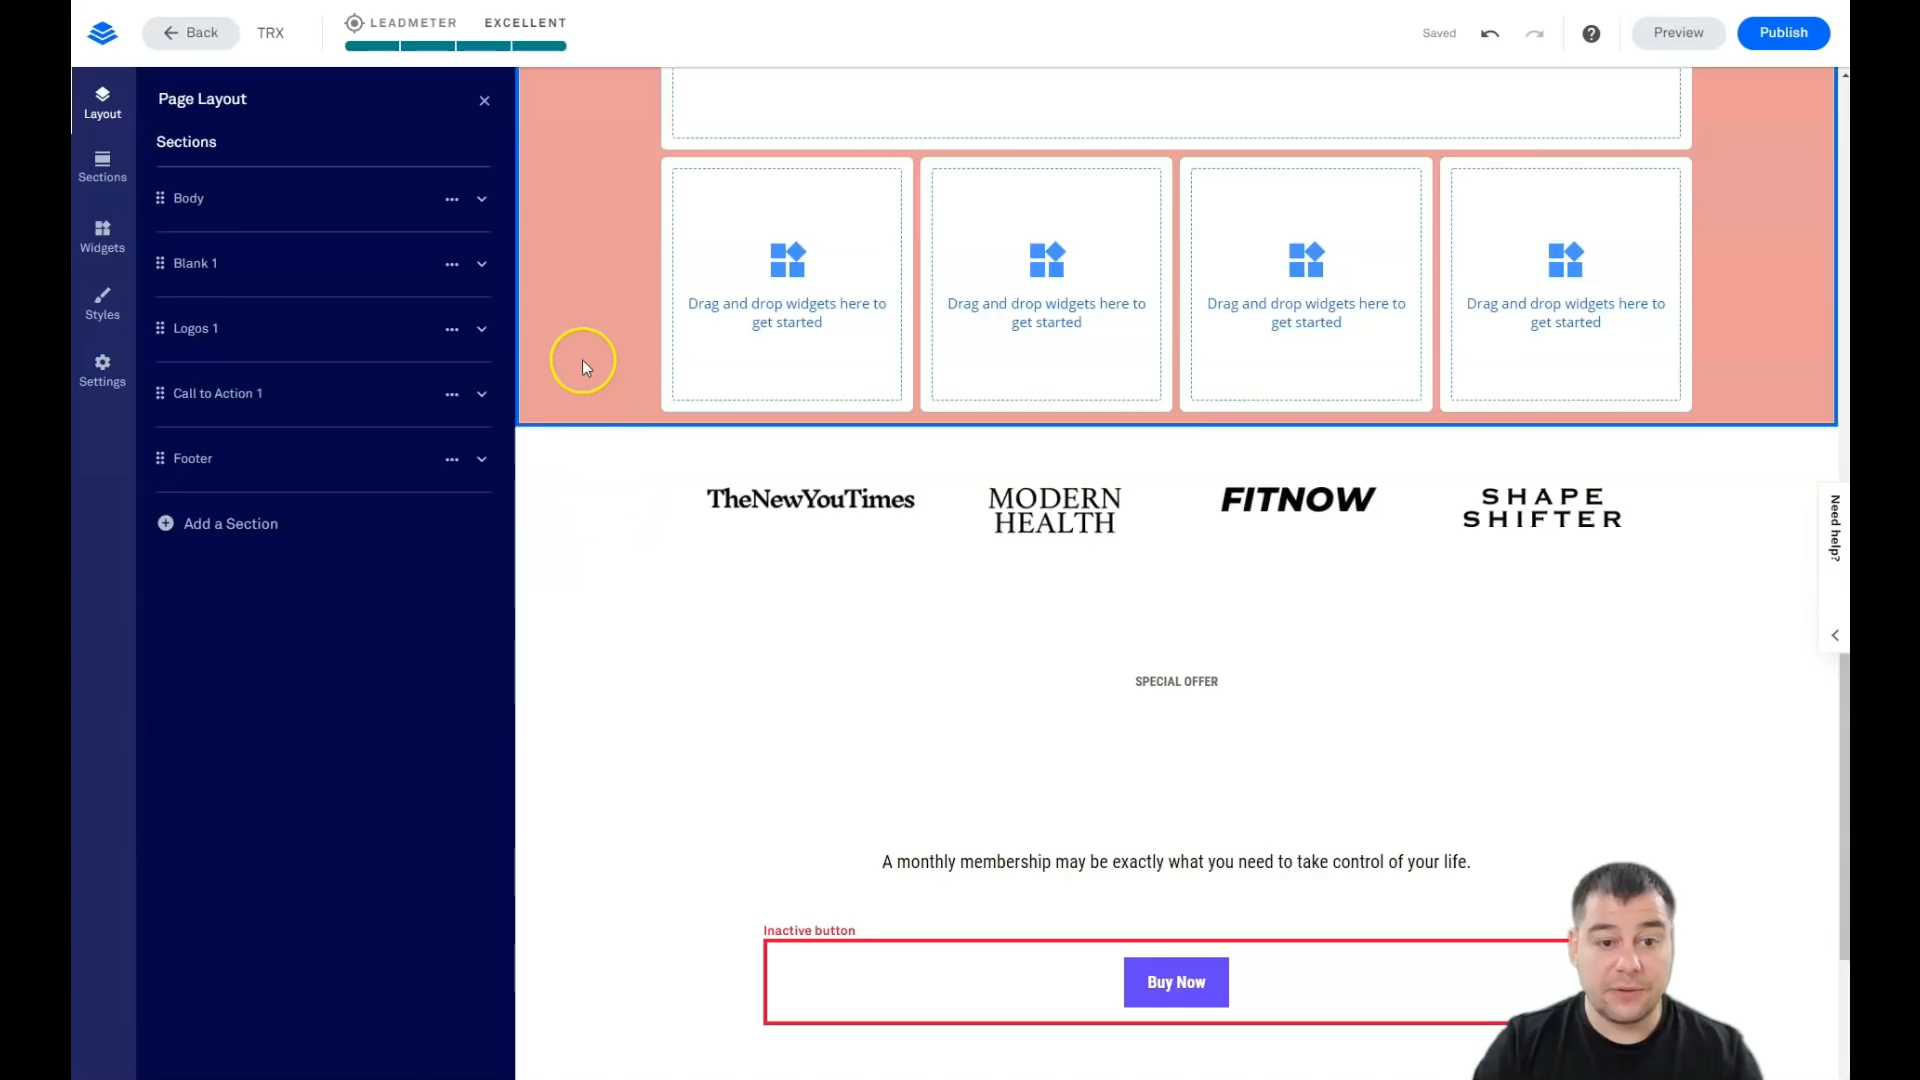 Back
TRX
LEADMETER
EXCELLENT
Saved
Preview
Publish
Layout
Sections
Widgets
Styles
Settings
Page Layout
Sections
Body
Blank 1
Logos 1
Call to Action 1
Footer
Add a Section
Drag and drop widgets here to
get started
Drag and drop widgets here to
get started
Drag and drop widgets here to
get started
Drag and drop widgets here to
get started
TheNewYouTimes
MODERN
HEALTH
FITNOW
SHAPE
SHIFTER
SPECIAL OFFER
A monthly membership may be exactly what you need to take control of your life.
Inactive button
Buy Now
Need help?